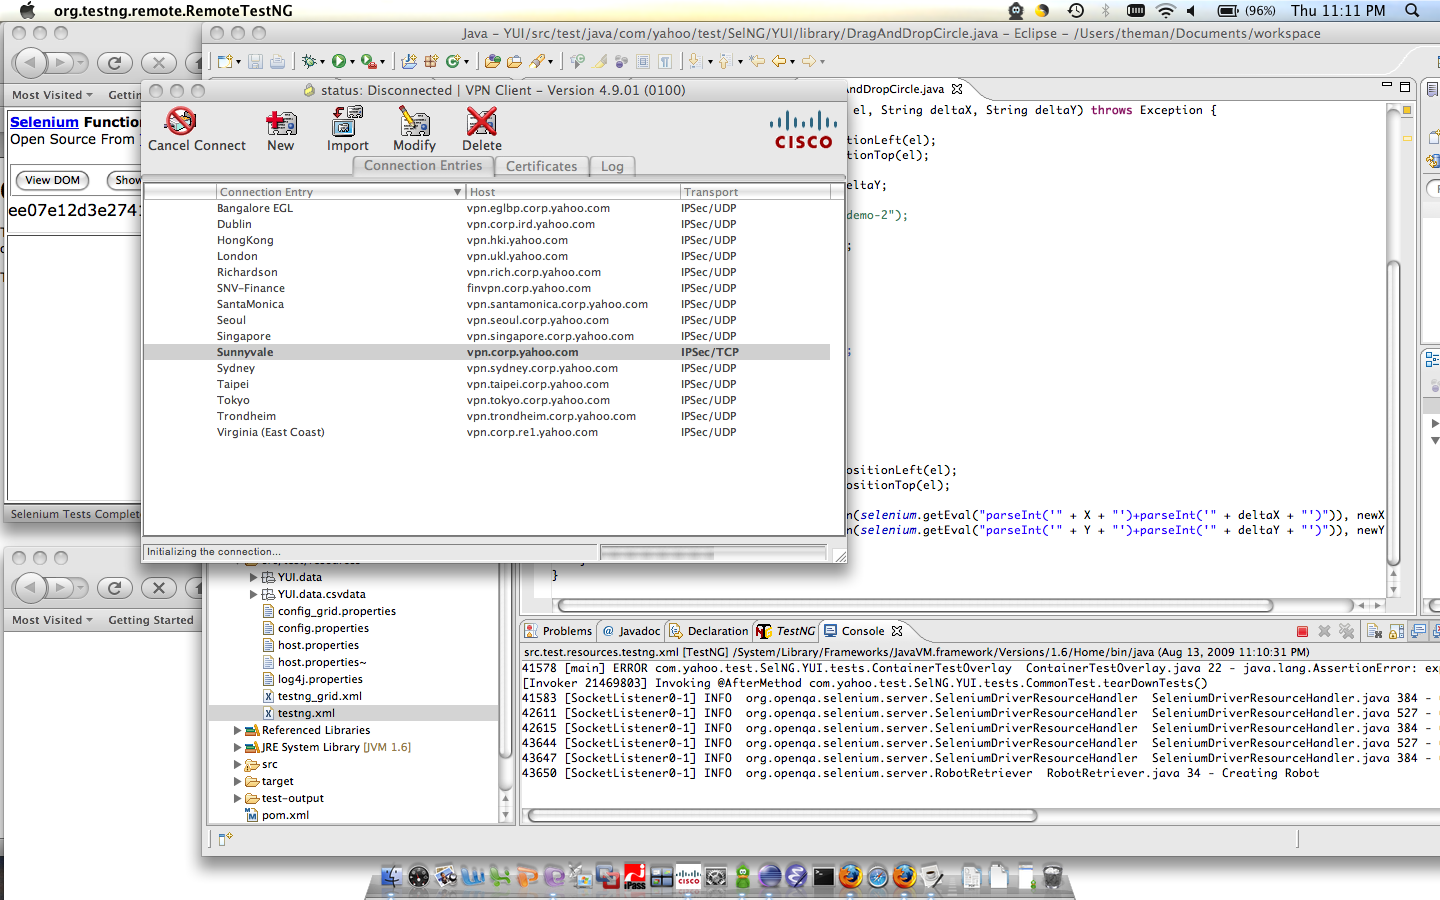 org.testng.remote.RemoteTestNG
(96%) Thu 11:11 PM
Java – YUI/src/test/java/com/yahoo/test/SelNG/YUI/library/DragAndDropCircle.java – Eclipse – /Users/theman/Documents/workspace
Most Visited
Selenium Function
Open Source From
View DOM
Show
ee07e12d3e274
Selenium Tests Complete
status: Disconnected | VPN Client – Version 4.9.01 (0100)
Cancel Connect New Import Modify Delete
CISCO
Connection Entries Certificates Log
Connection Entry Host Transport
Bangalore EGL vpn.eglbp.corp.yahoo.com IPSec/UDP
Dublin vpn.corp.ird.yahoo.com IPSec/UDP
HongKong vpn.hki.yahoo.com IPSec/UDP
London vpn.ukl.yahoo.com IPSec/UDP
Richardson vpn.rich.corp.yahoo.com IPSec/UDP
SNV-Finance finvpn.corp.yahoo.com IPSec/UDP
SantaMonica vpn.santamonica.corp.yahoo.com IPSec/UDP
Seoul vpn.seoul.corp.yahoo.com IPSec/UDP
Singapore vpn.singapore.corp.yahoo.com IPSec/UDP
Sunnyvale vpn.corp.yahoo.com IPSec/TCP
Sydney vpn.sydney.corp.yahoo.com IPSec/UDP
Taipei vpn.taipei.corp.yahoo.com IPSec/UDP
Tokyo vpn.tokyo.corp.yahoo.com IPSec/UDP
Trondheim vpn.trondheim.corp.yahoo.com IPSec/UDP
Virginia (East Coast) vpn.corp.re1.yahoo.com IPSec/UDP
Initializing the connection...
ndDropCircle.java
el, String deltaX, String deltaY) throws Exception {
tionLeft(el);
tionTop(el);
eltaY;
demo-2");
;
;
ositionLeft(el);
ositionTop(el);
n(selenium.getEval("parseInt('" + X + "')+parseInt('" + deltaX + "')")), newX
n(selenium.getEval("parseInt('" + Y + "')+parseInt('" + deltaY + "')")), newY
}
Most Visited Getting Started
YUI.data
YUI.data.csvdata
config_grid.properties
config.properties
host.properties
host.properties~
log4j.properties
testng_grid.xml
testng.xml
Referenced Libraries
JRE System Library [JVM 1.6]
src
target
test-output
pom.xml
Problems @ Javadoc Declaration TestNG Console
src.test.resources.testng.xml [TestNG] /System/Library/Frameworks/JavaVM.framework/Versions/1.6/Home/bin/java (Aug 13, 2009 11:10:31 PM)
41578 [main] ERROR com.yahoo.test.SelNG.YUI.tests.ContainerTestOverlay ContainerTestOverlay.java 22 - java.lang.AssertionError: exp
[Invoker 21469803] Invoking @AfterMethod com.yahoo.test.SelNG.YUI.tests.CommonTest.tearDownTests()
41583 [SocketListener0-1] INFO org.openqa.selenium.server.SeleniumDriverResourceHandler SeleniumDriverResourceHandler.java 384 -
42611 [SocketListener0-1] INFO org.openqa.selenium.server.SeleniumDriverResourceHandler SeleniumDriverResourceHandler.java 527 -
42615 [SocketListener0-1] INFO org.openqa.selenium.server.SeleniumDriverResourceHandler SeleniumDriverResourceHandler.java 384 -
43644 [SocketListener0-1] INFO org.openqa.selenium.server.SeleniumDriverResourceHandler SeleniumDriverResourceHandler.java 527 -
43647 [SocketListener0-1] INFO org.openqa.selenium.server.SeleniumDriverResourceHandler SeleniumDriverResourceHandler.java 384 -
43650 [SocketListener0-1] INFO org.openqa.selenium.server.RobotRetriever RobotRetriever.java 34 - Creating Robot
iPass
CISCO